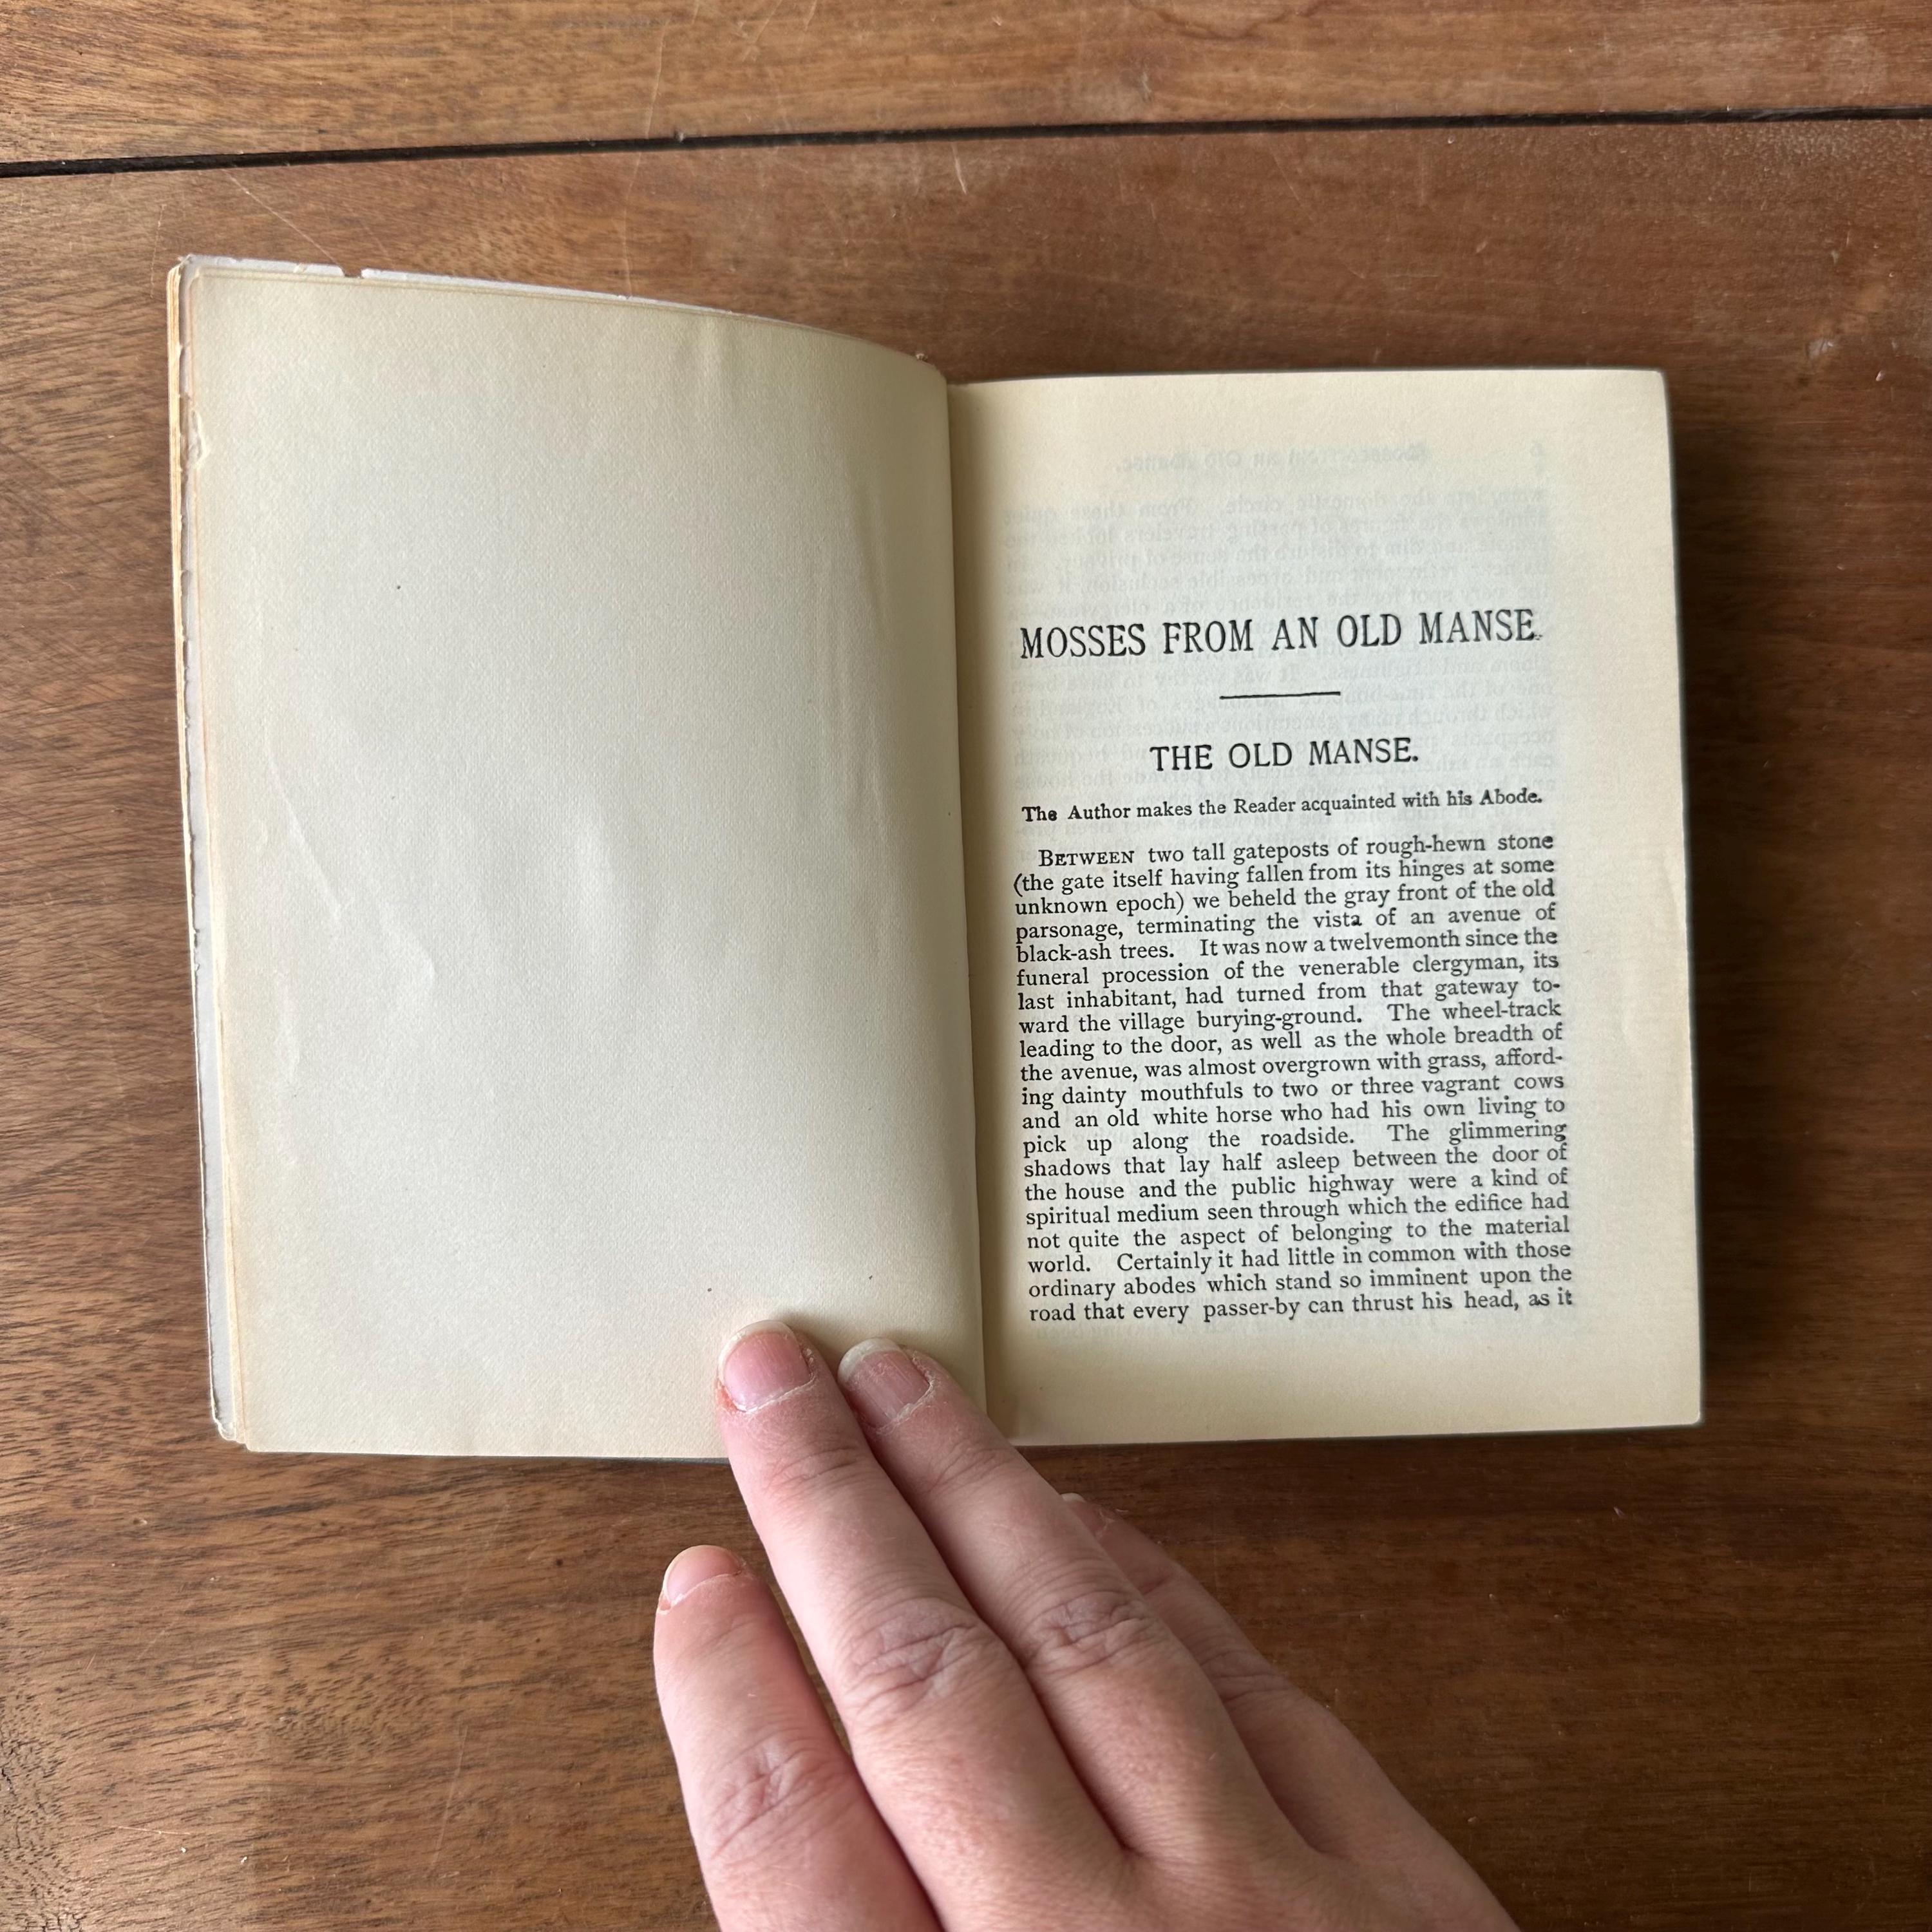 MOSSES FROM AN OLD MANSE.
THE OLD MANSE.
The Author makes the Reader acquainted with his Abode.
BETWEEN two tall gateposts of rough-hewn stone
(the gate itself having fallen from its hinges at some
unknown epoch) we beheld the gray front of the old
parsonage, terminating the vista of an avenue of
black-ash trees. It was now a twelvemonth since the
funeral procession of the venerable clergyman, its
last inhabitant, had turned from that gateway to-
ward the village burying-ground. The wheel-track
leading to the door, as well as the whole breadth of
the avenue, was almost overgrown with grass, afford-
ing dainty mouthfuls to two or three vagrant cows
and an old white horse who had his own living to
pick up along the roadside. The glimmering
shadows that lay half asleep between the door of
the house and the public highway were a kind of
spiritual medium seen through which the edifice had
not quite the aspect of belonging to the material
world. Certainly it had little in common with those
ordinary abodes which stand so imminent upon the
road that every passer-by can thrust his head, as it